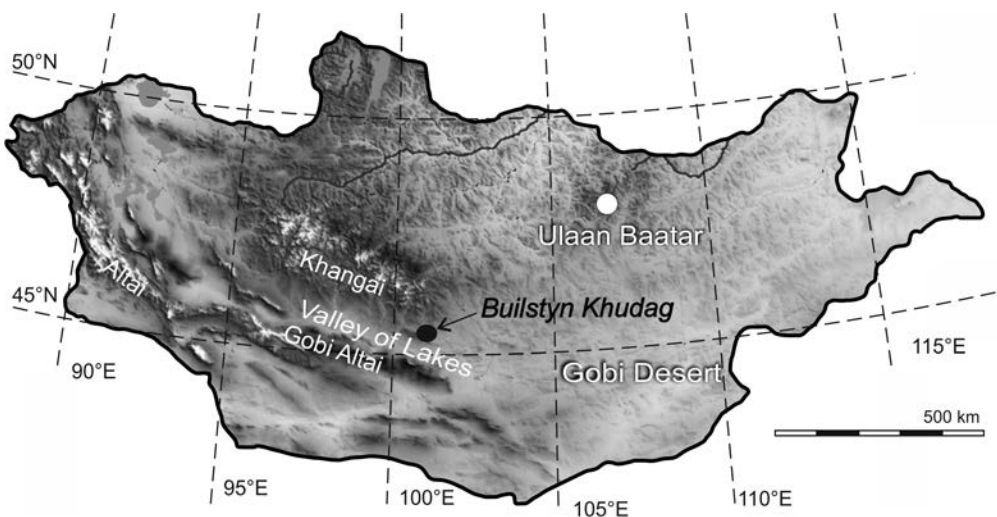 50°N
Ulaan Baatar
Khangai
Altai
45°N
Builstyn Khudag
Valley of Lakes
Gobi Altai
Gobi Desert
90°E
115°E
500 km
95°E
100°E
105°E
110°E